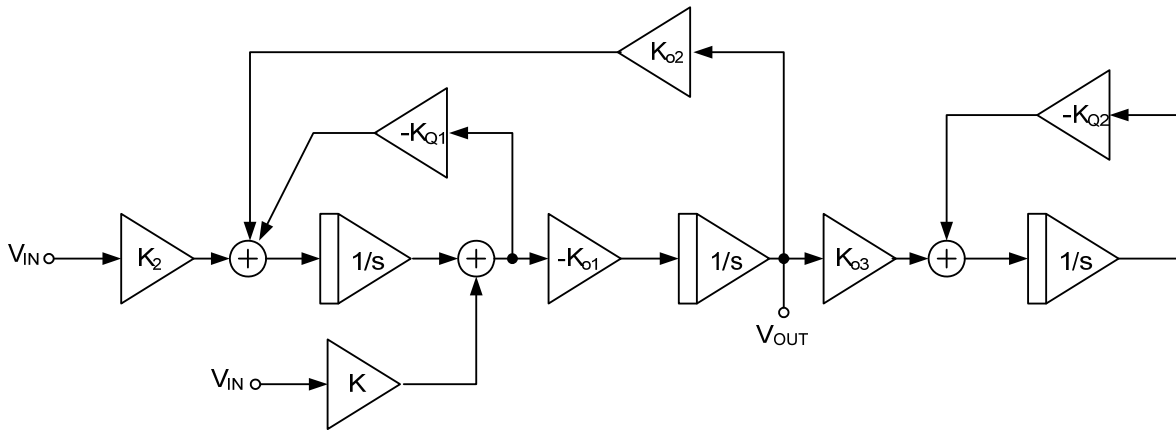 K₀₂
-K_Q1
-K_Q2
V_IN
K₂
+
1/s
+
-K₀₁
1/s
K₀₃
+
1/s
V_OUT
V_IN
K